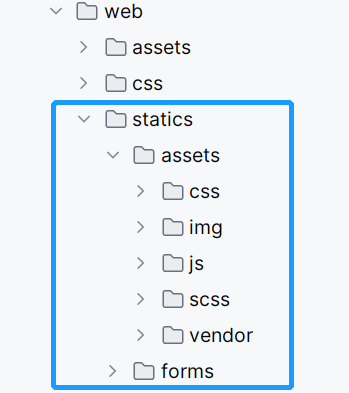 web
assets
css
statics
assets
css
img
js
scss
vendor
forms